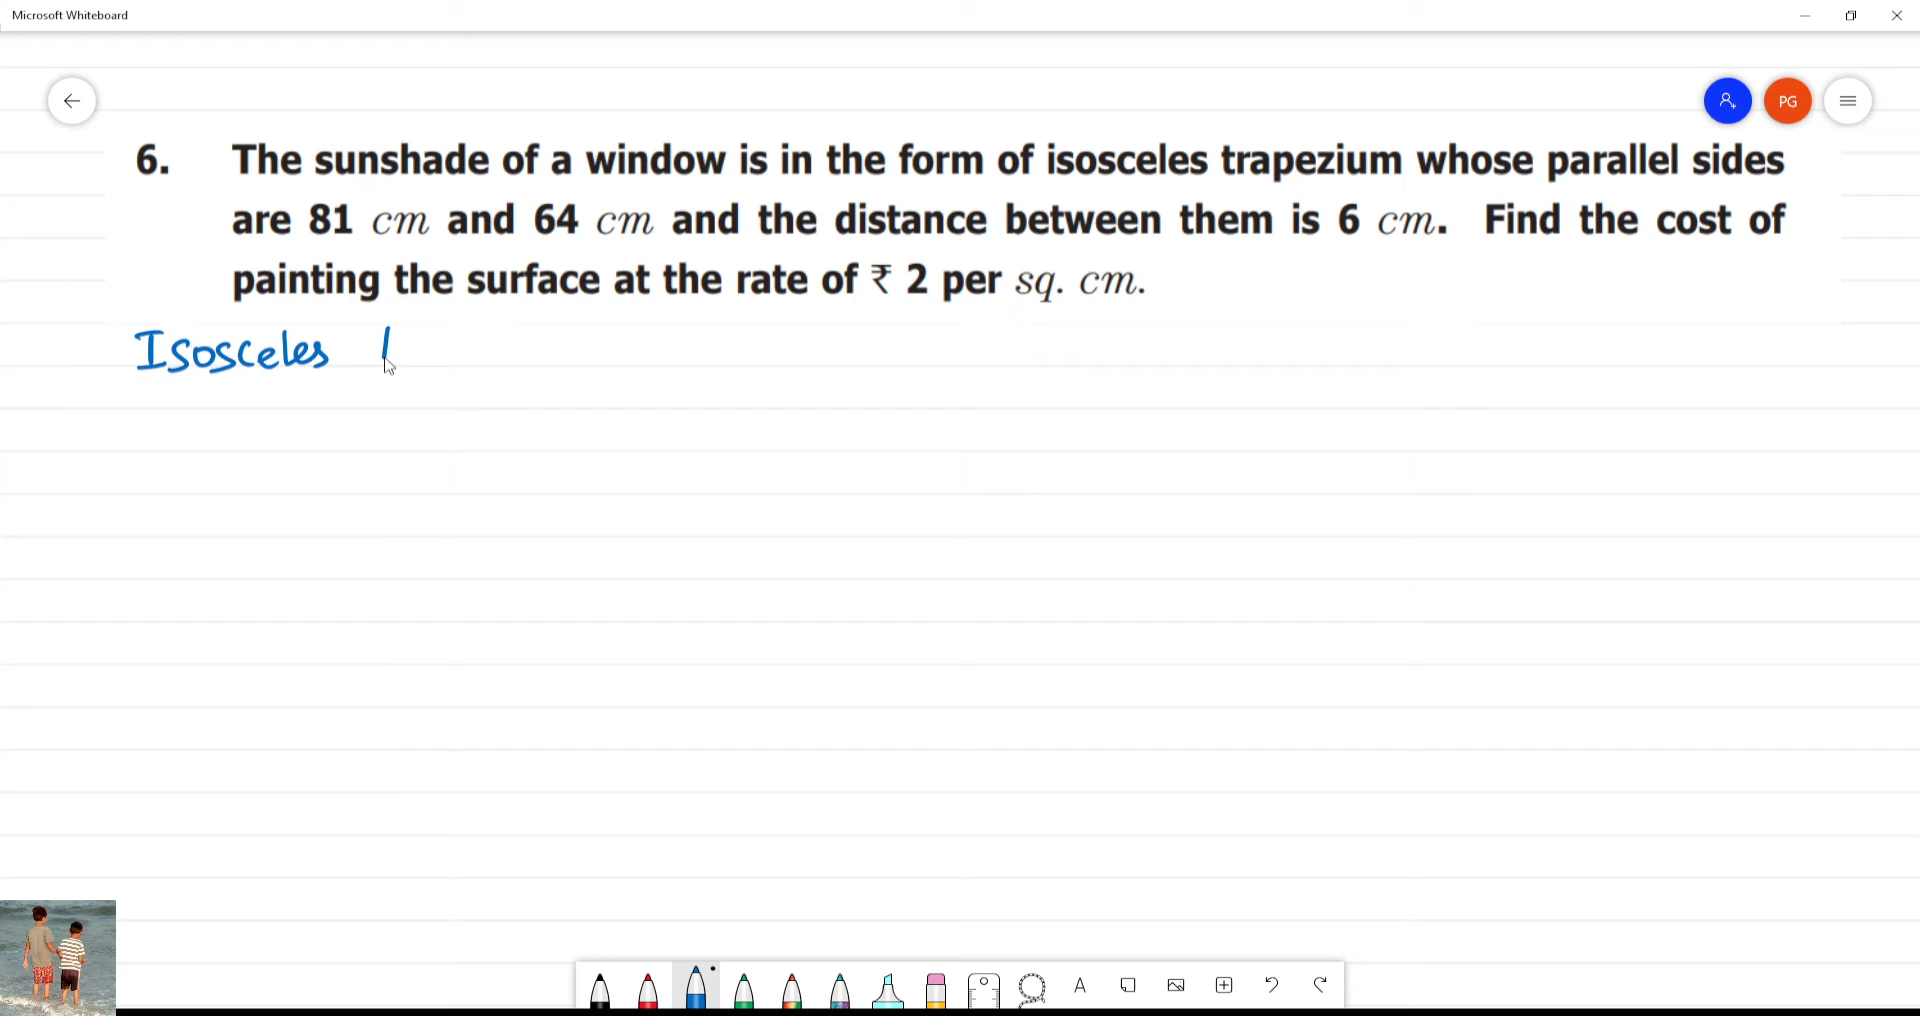 Microsoft Whiteboard
PG
6. The sunshade of a window is in the form of isosceles trapezium whose parallel sides
are 81 cm and 64 cm and the distance between them is 6 cm. Find the cost of
painting the surface at the rate of ₹ 2 per sq. cm.
Isosceles
A